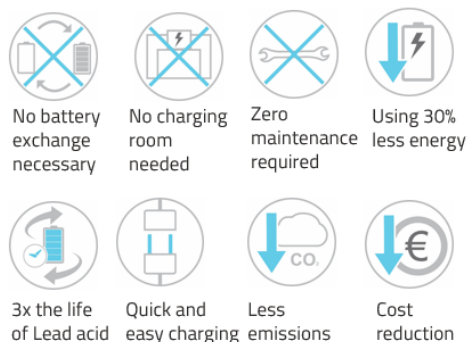 No battery
exchange
necessary
No charging
room
needed
Zero
maintenance
required
Using 30%
less energy
3x the life
of Lead acid
Quick and
easy charging
CO₂
Less
emissions
€
Cost
reduction